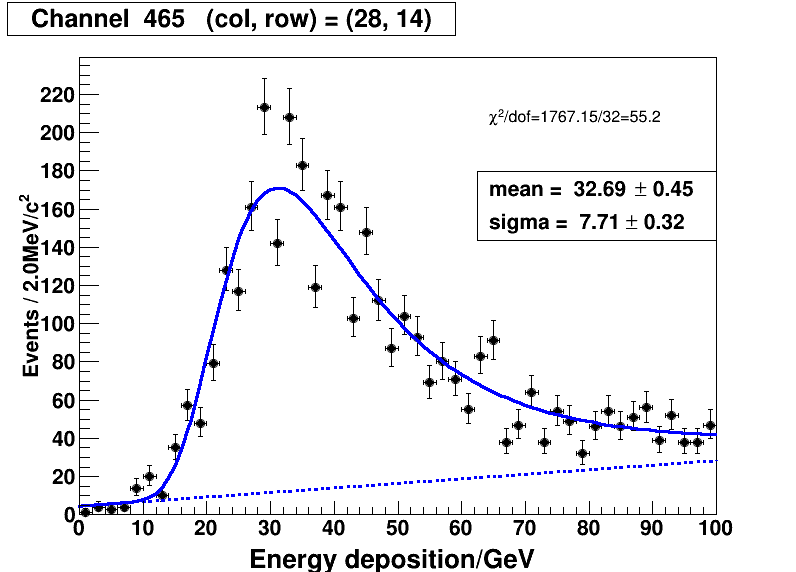 Channel 465 (col, row) = (28, 14)
χ²/dof=1767.15/32=55.2
mean = 32.69 ± 0.45
sigma = 7.71 ± 0.32
Events / 2.0MeV/c²
220
200
180
160
140
120
100
80
60
40
20
0
0 10 20 30 40 50 60 70 80 90 100
Energy deposition/GeV